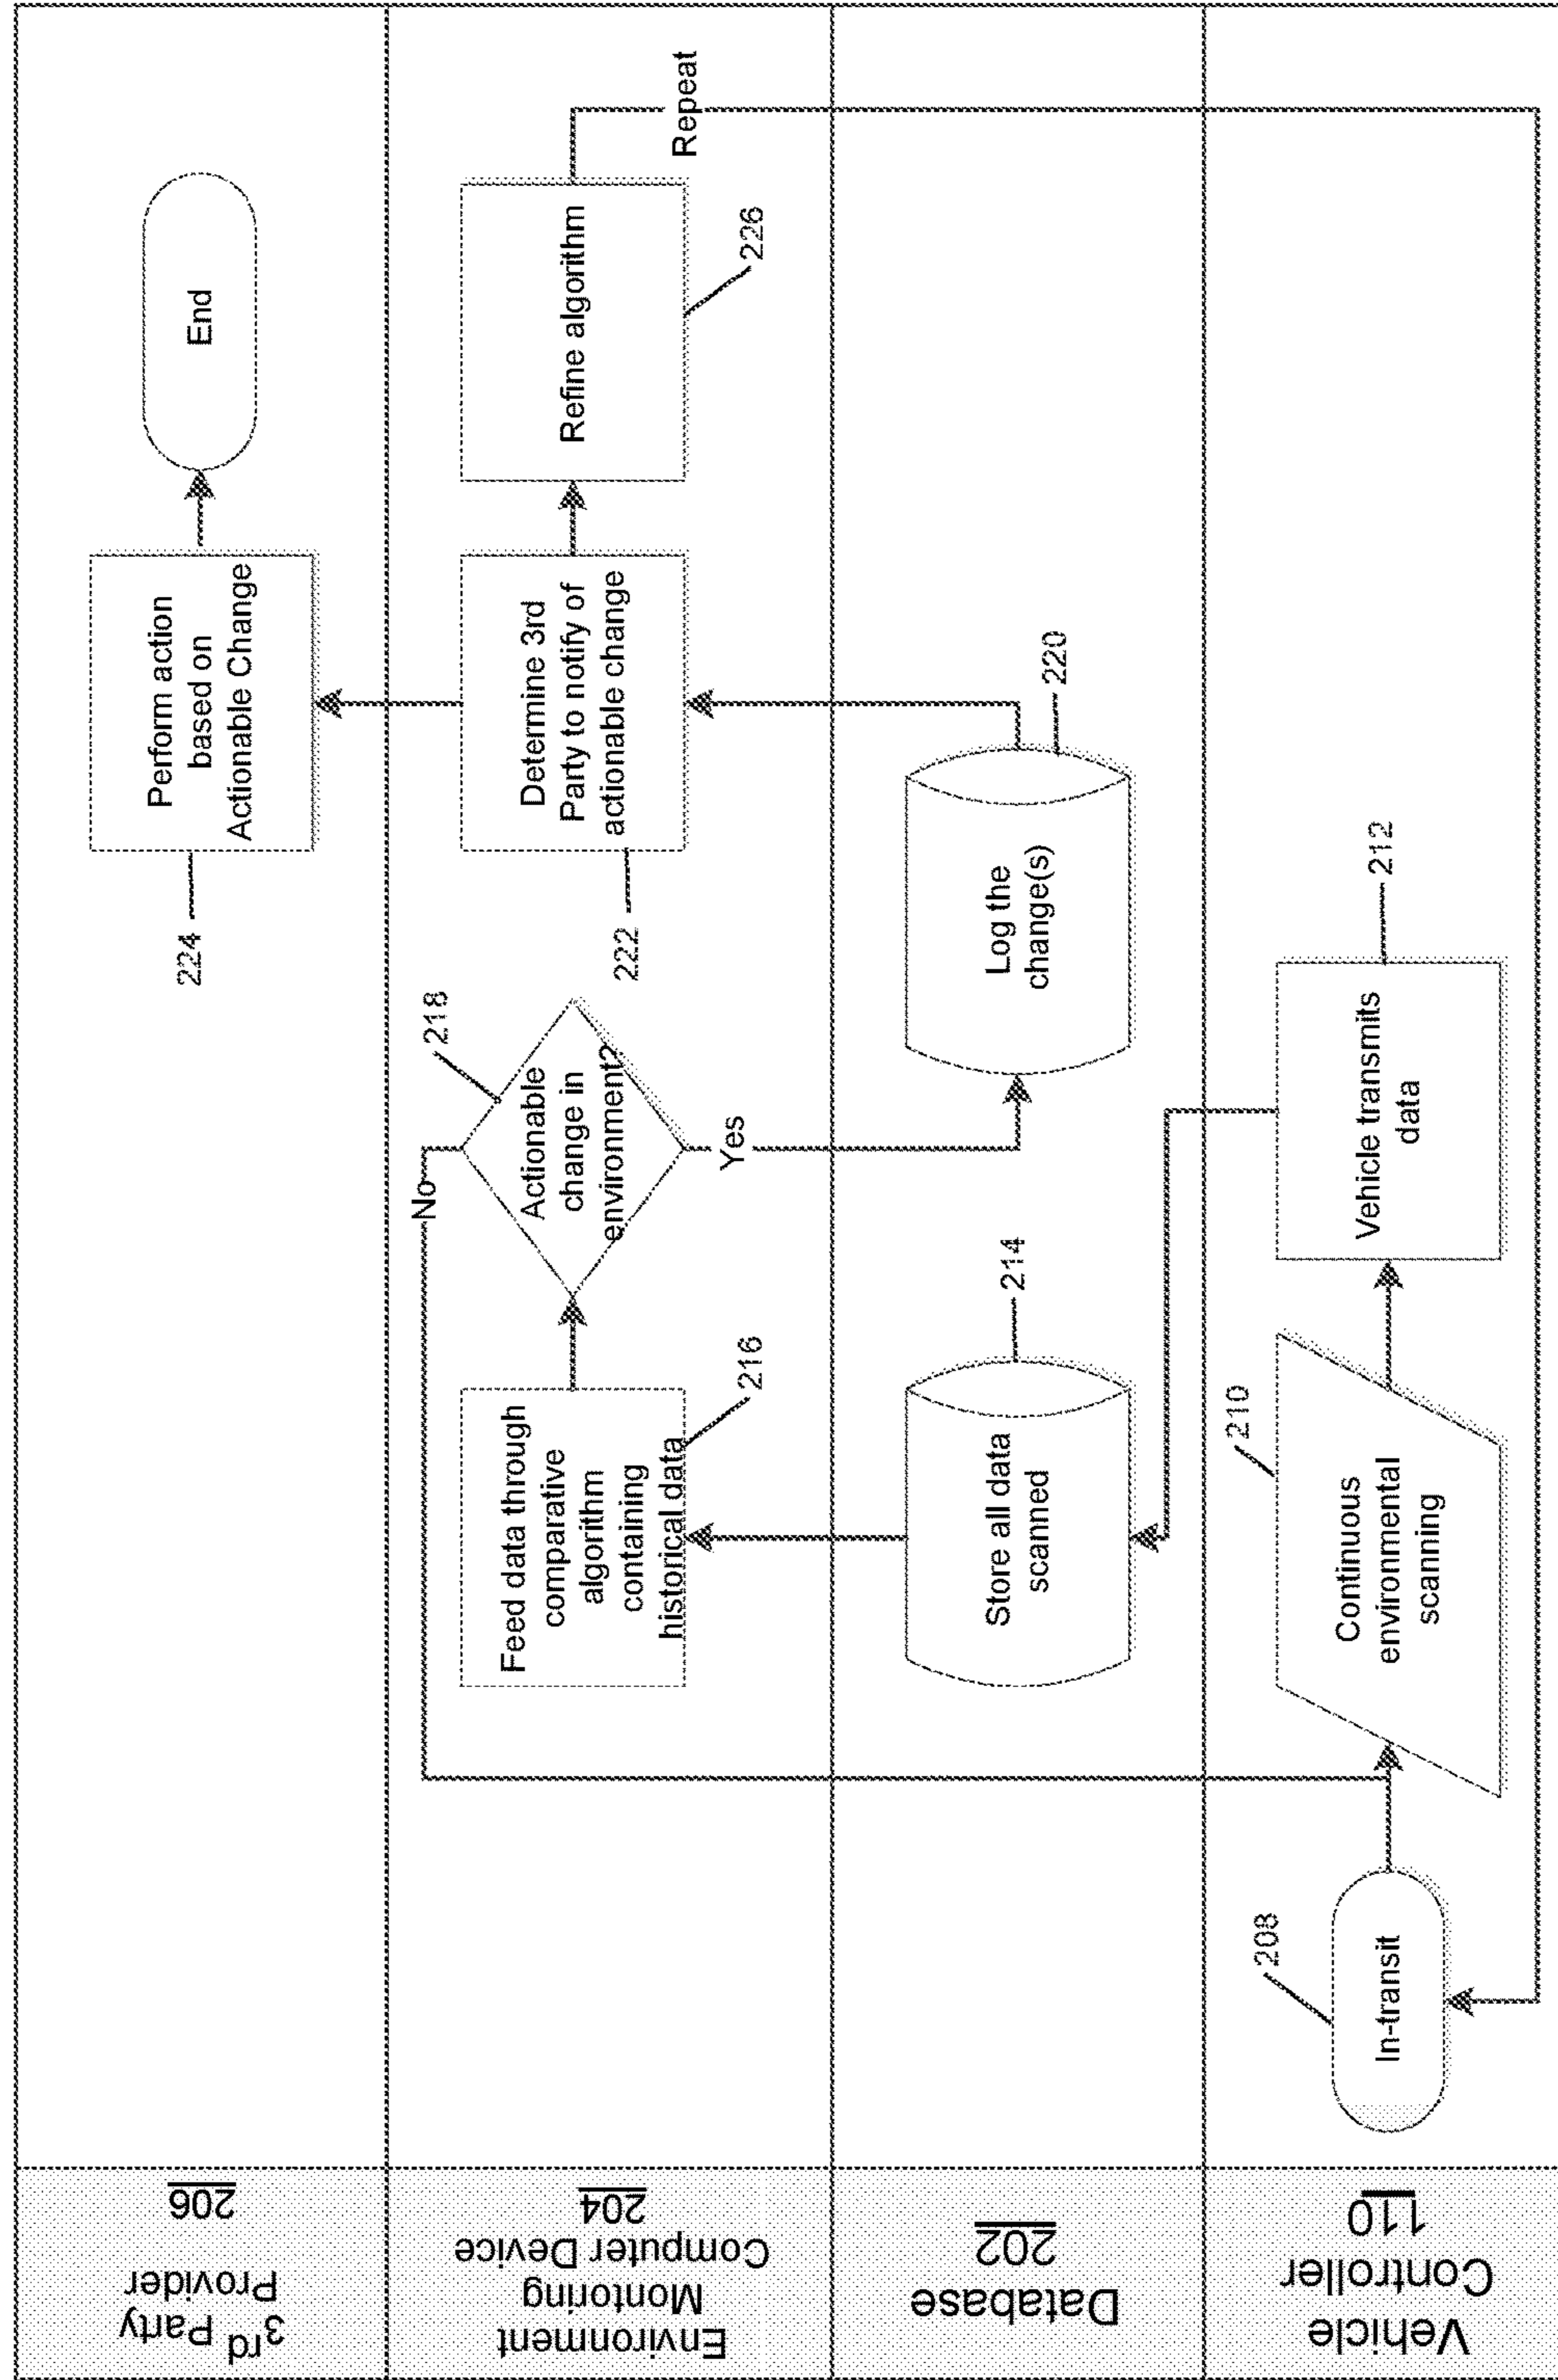 3rd Party
Provider
206
Perform action
based on
Actionable Change
224
End
Environment
Montoring
Computer Device
204
Feed data through
comparative
algorithm
containing
historical data
216
Actionable
change in
environment?
218
No
Yes
Determine 3rd
Party to notify of
actionable change
222
Refine algorithm
226
Repeat
Database
202
Store all data
scanned
214
Log the
change(s)
220
Vehicle
Controller
110
In-transit
208
Continuous
environmental
scanning
210
Vehicle transmits
data
212